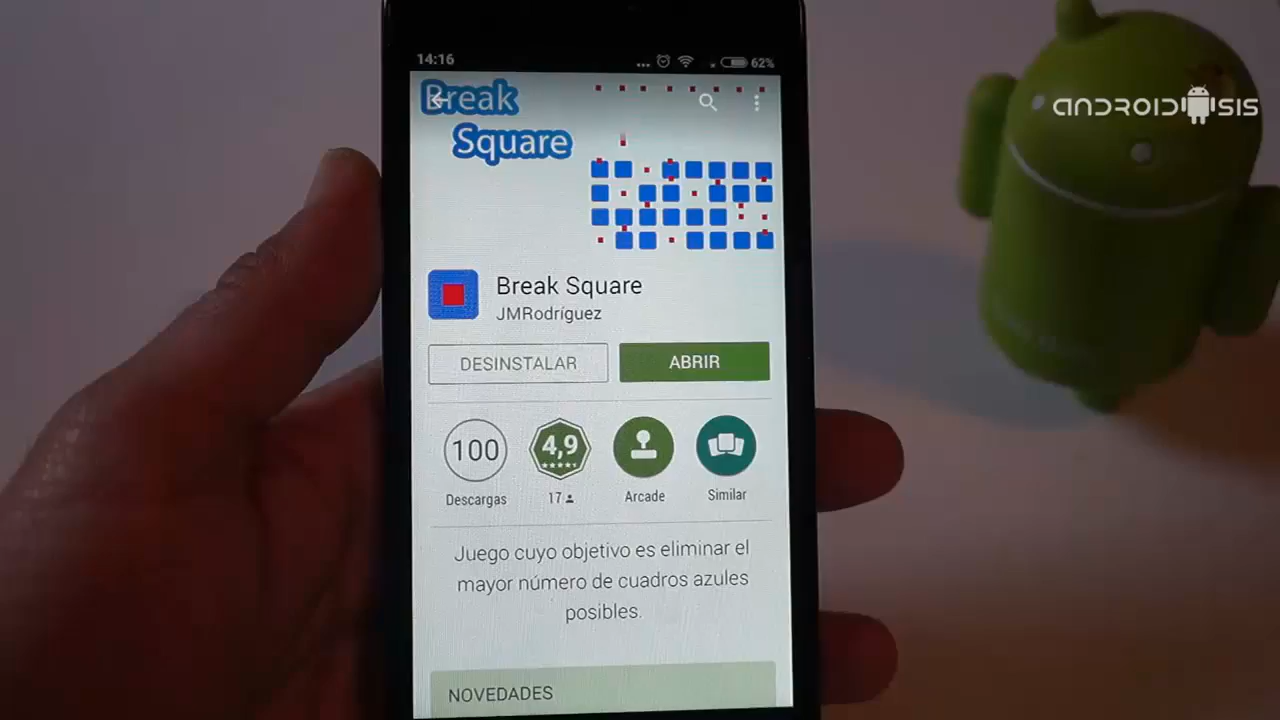 14:16
62%
Break
Square
ANDROIDSIS
Break Square
JMRodríguez
DESINSTALAR
ABRIR
100
4,9
Descargas
17
Arcade
Similar
Juego cuyo objetivo es eliminar el
mayor número de cuadros azules
posibles.
NOVEDADES